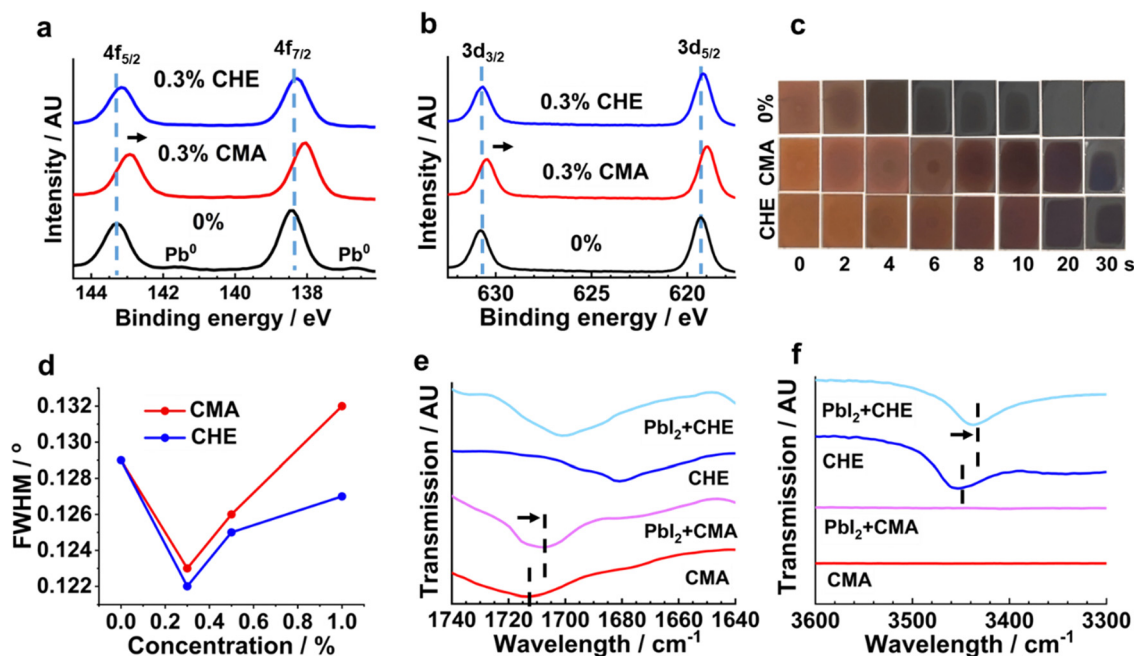 a
4f5/2
4f7/2
0.3% CHE
0.3% CMA
0%
Pb0
Pb0
Intensity / AU
144
142
140
138
Binding energy / eV
b
3d3/2
3d5/2
0.3% CHE
0.3% CMA
0%
Intensity / AU
630
625
620
Binding energy / eV
c
0%
CMA
CHE
0 2 4 6 8 10 20 30 s
d
CMA
CHE
FWHM / °
0.132
0.130
0.128
0.126
0.124
0.122
0.0 0.2 0.4 0.6 0.8 1.0
Concentration / %
e
PbI2+CHE
CHE
PbI2+CMA
CMA
Transmission / AU
1740 1720 1700 1680 1660 1640
Wavelength / cm-1
f
PbI2+CHE
CHE
PbI2+CMA
CMA
Transmission / AU
3600 3500 3400 3300
Wavelength / cm-1